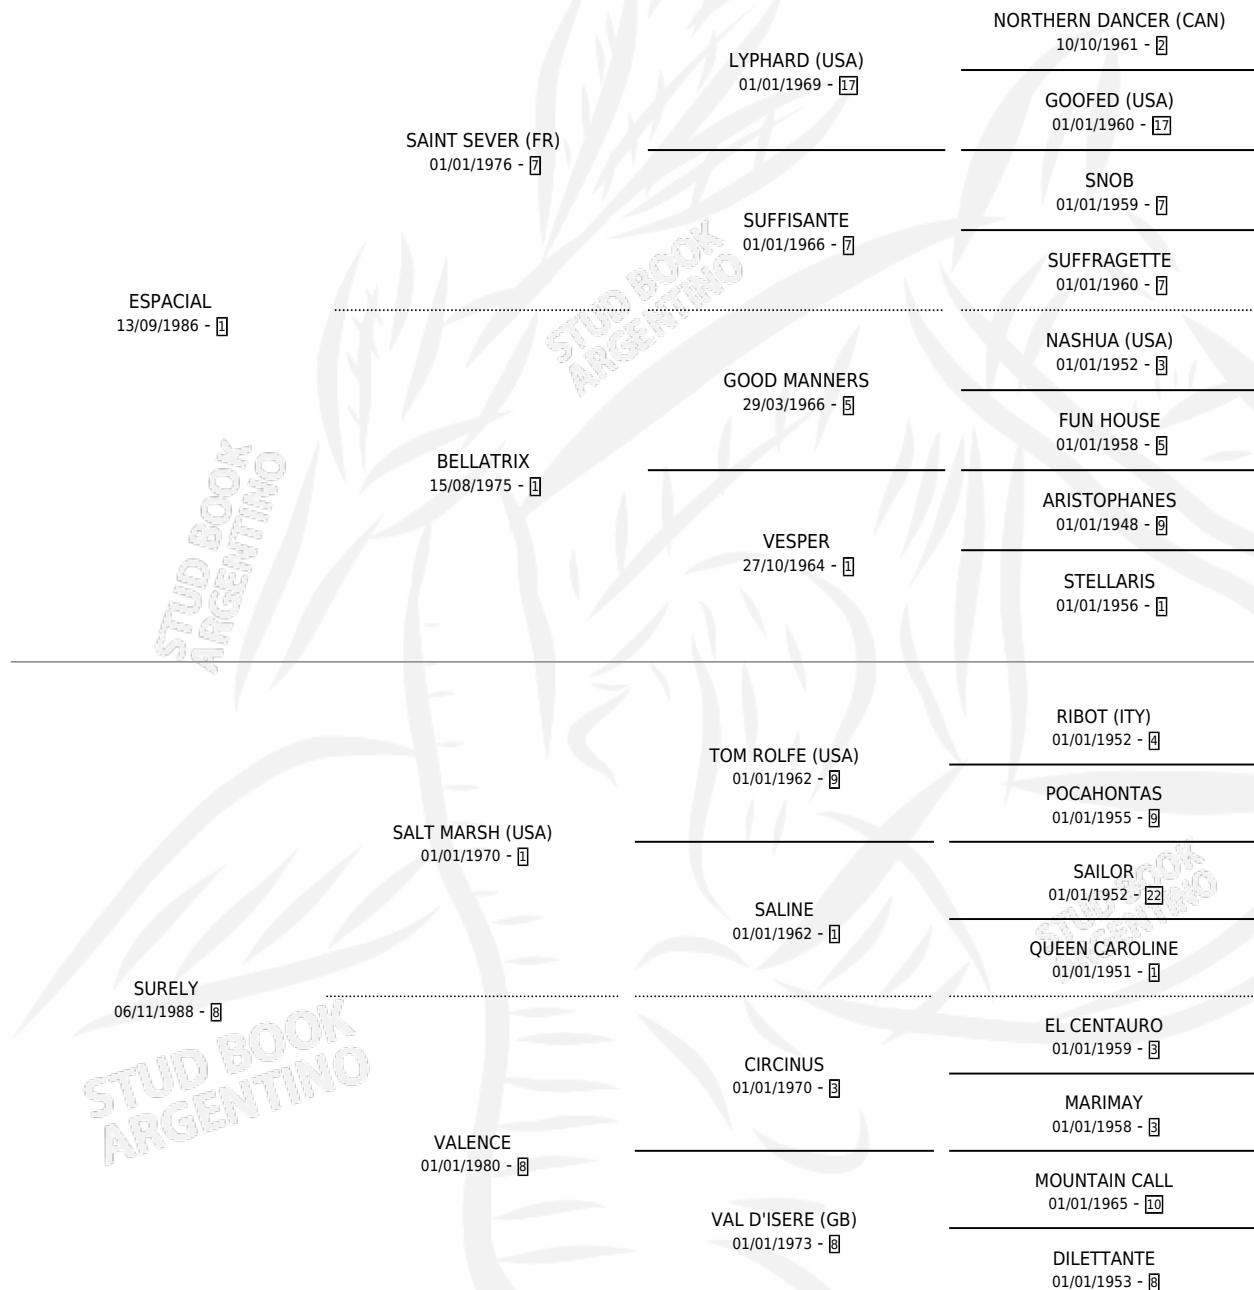 NORTHERN DANCER (CAN)
10/10/1961 - 2
LYPHARD (USA)
01/01/1969 - 17
GOOFED (USA)
01/01/1960 - 17
SAINT SEVER (FR)
01/01/1976 - 7
SNOB
01/01/1959 - 7
SUFFISANTE
01/01/1966 - 7
SUFFRAGETTE
01/01/1960 - 7
ESPACIAL
13/09/1986 - 1
STUD BOOK
ARGENTINO
NASHUA (USA)
01/01/1952 - 3
GOOD MANNERS
29/03/1966 - 5
FUN HOUSE
01/01/1958 - 5
BELLATRIX
15/08/1975 - 1
ARISTOPHANES
01/01/1948 - 9
VESPER
27/10/1964 - 1
STELLARIS
01/01/1956 - 1
STUD BOOK
ARGENTINO
RIBOT (ITY)
01/01/1952 - 4
TOM ROLFE (USA)
01/01/1962 - 9
POCAHONTAS
01/01/1955 - 9
SALT MARSH (USA)
01/01/1970 - 1
SAILOR
01/01/1952 - 22
SALINE
01/01/1962 - 1
STUD BOOK
ARGENTINO
QUEEN CAROLINE
01/01/1951 - 1
SURELY
06/11/1988 - 8
EL CENTAURO
01/01/1959 - 3
CIRCINUS
01/01/1970 - 3
STUD BOOK
ARGENTINO
MARIMAY
01/01/1958 - 3
VALENCE
01/01/1980 - 8
MOUNTAIN CALL
01/01/1965 - 10
VAL D'ISERE (GB)
01/01/1973 - 8
DILETTANTE
01/01/1953 - 8